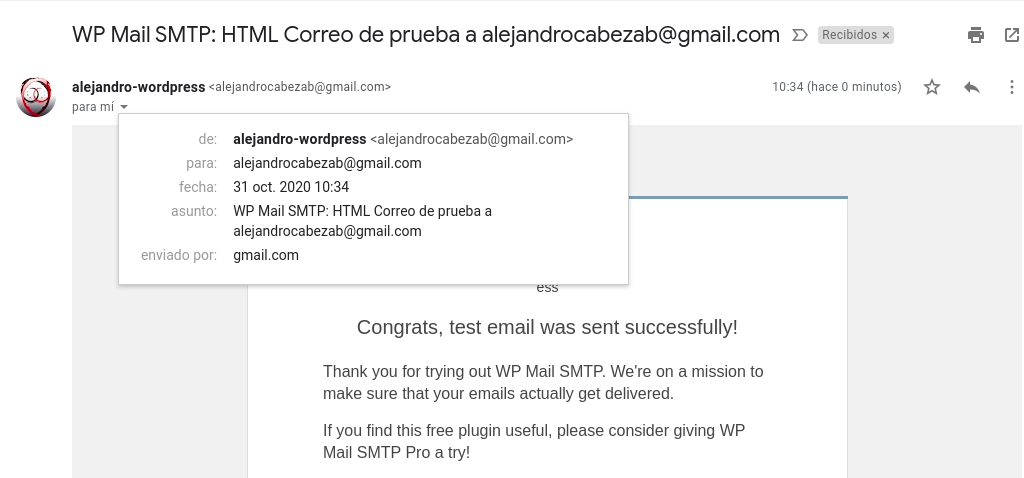 WP Mail SMTP: HTML Correo de prueba a alejandrocabezab@gmail.com Recibidos ×
alejandro-wordpress <alejandrocabezab@gmail.com> 10:34 (hace 0 minutos)
para mí
de: alejandro-wordpress <alejandrocabezab@gmail.com>
para: alejandrocabezab@gmail.com
fecha: 31 oct. 2020 10:34
asunto: WP Mail SMTP: HTML Correo de prueba a
alejandrocabezab@gmail.com
enviado por: gmail.com
ess
Congrats, test email was sent successfully!
Thank you for trying out WP Mail SMTP. We're on a mission to
make sure that your emails actually get delivered.
If you find this free plugin useful, please consider giving WP
Mail SMTP Pro a try!